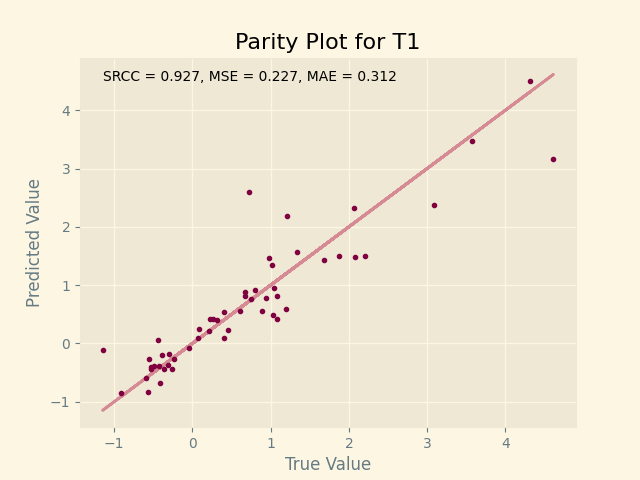 Parity Plot for T1
SRCC = 0.927, MSE = 0.227, MAE = 0.312
Predicted Value
4
3
2
1
0
−1
−1 0 1 2 3 4
True Value